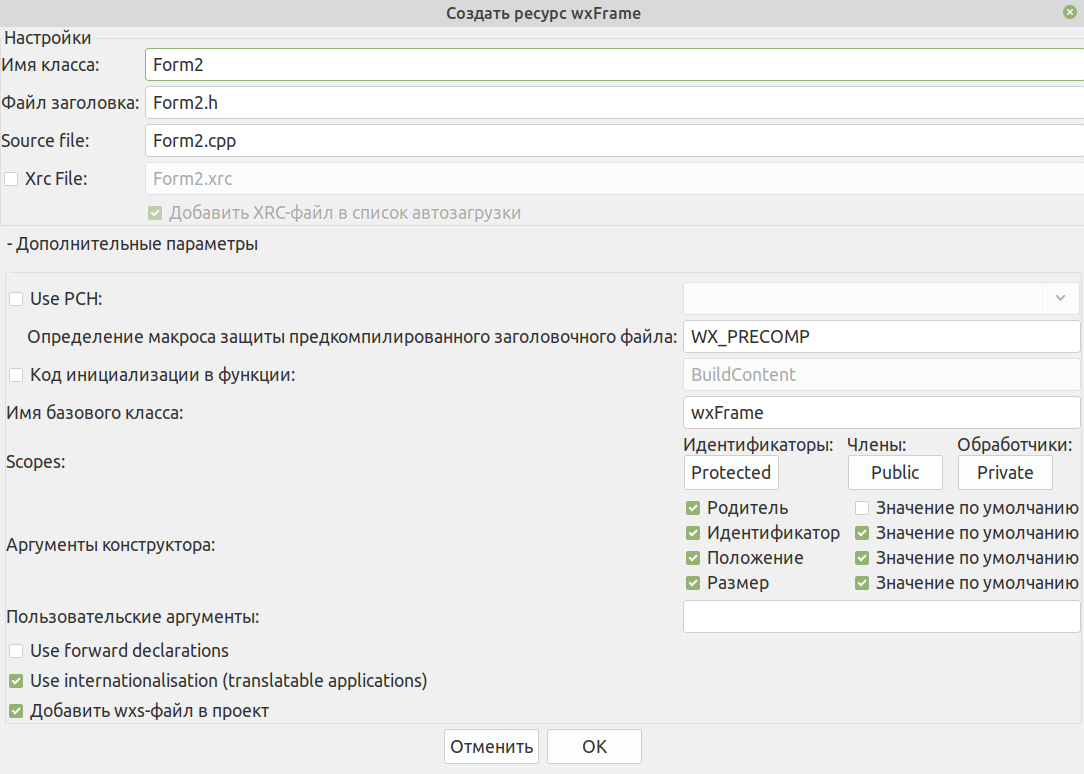 Создать ресурс wxFrame
Настройки
Имя класса: Form2
Файл заголовка: Form2.h
Source file: Form2.cpp
Xrc File: Form2.xrc
Добавить XRC-файл в список автозагрузки
- Дополнительные параметры
Use PCH:
Определение макроса защиты предкомпилированного заголовочного файла: WX_PRECOMP
Код инициализации в функции: BuildContent
Имя базового класса: wxFrame
Идентификаторы: Члены: Обработчики:
Scopes: Protected Public Private
Родитель Значение по умолчанию
Идентификатор Значение по умолчанию
Аргументы конструктора:
Положение Значение по умолчанию
Размер Значение по умолчанию
Пользовательские аргументы:
Use forward declarations
Use internationalisation (translatable applications)
Добавить wxs-файл в проект
Отменить OK